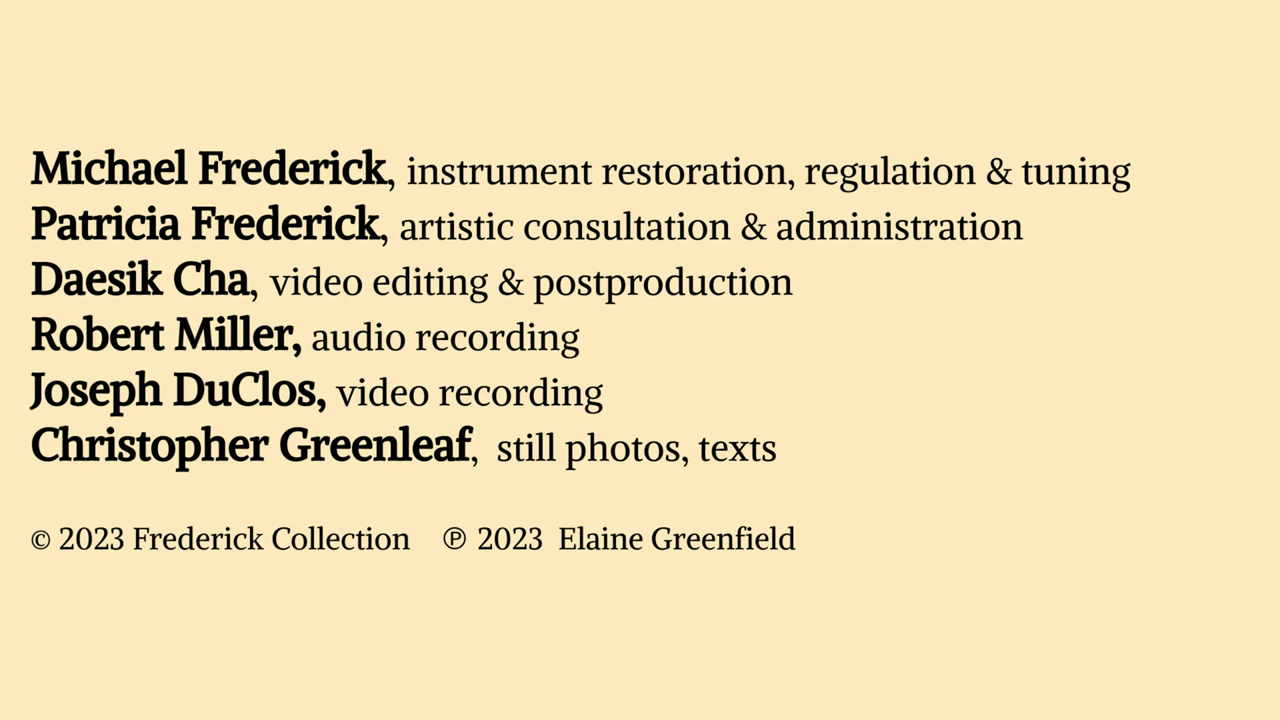 Michael Frederick, instrument restoration, regulation & tuning
Patricia Frederick, artistic consultation & administration
Daesik Cha, video editing & postproduction
Robert Miller, audio recording
Joseph DuClos, video recording
Christopher Greenleaf,  still photos, texts
© 2023 Frederick Collection    ℗ 2023  Elaine Greenfield